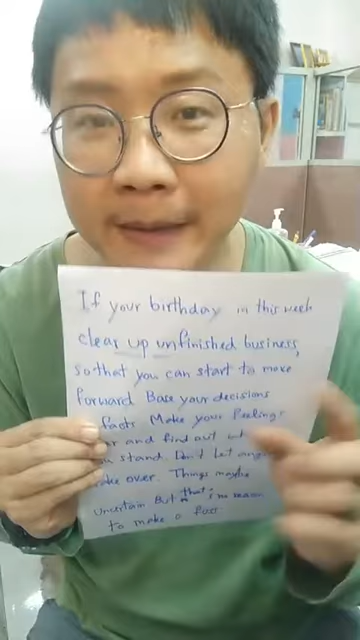 If your birthday in this week
clear up unfinished business,
so that you can start to move
forward Base your decisions
facts Make your feelings
and find out
stand. Don't let
over. Things maybe
uncertain But that
to make a fuss